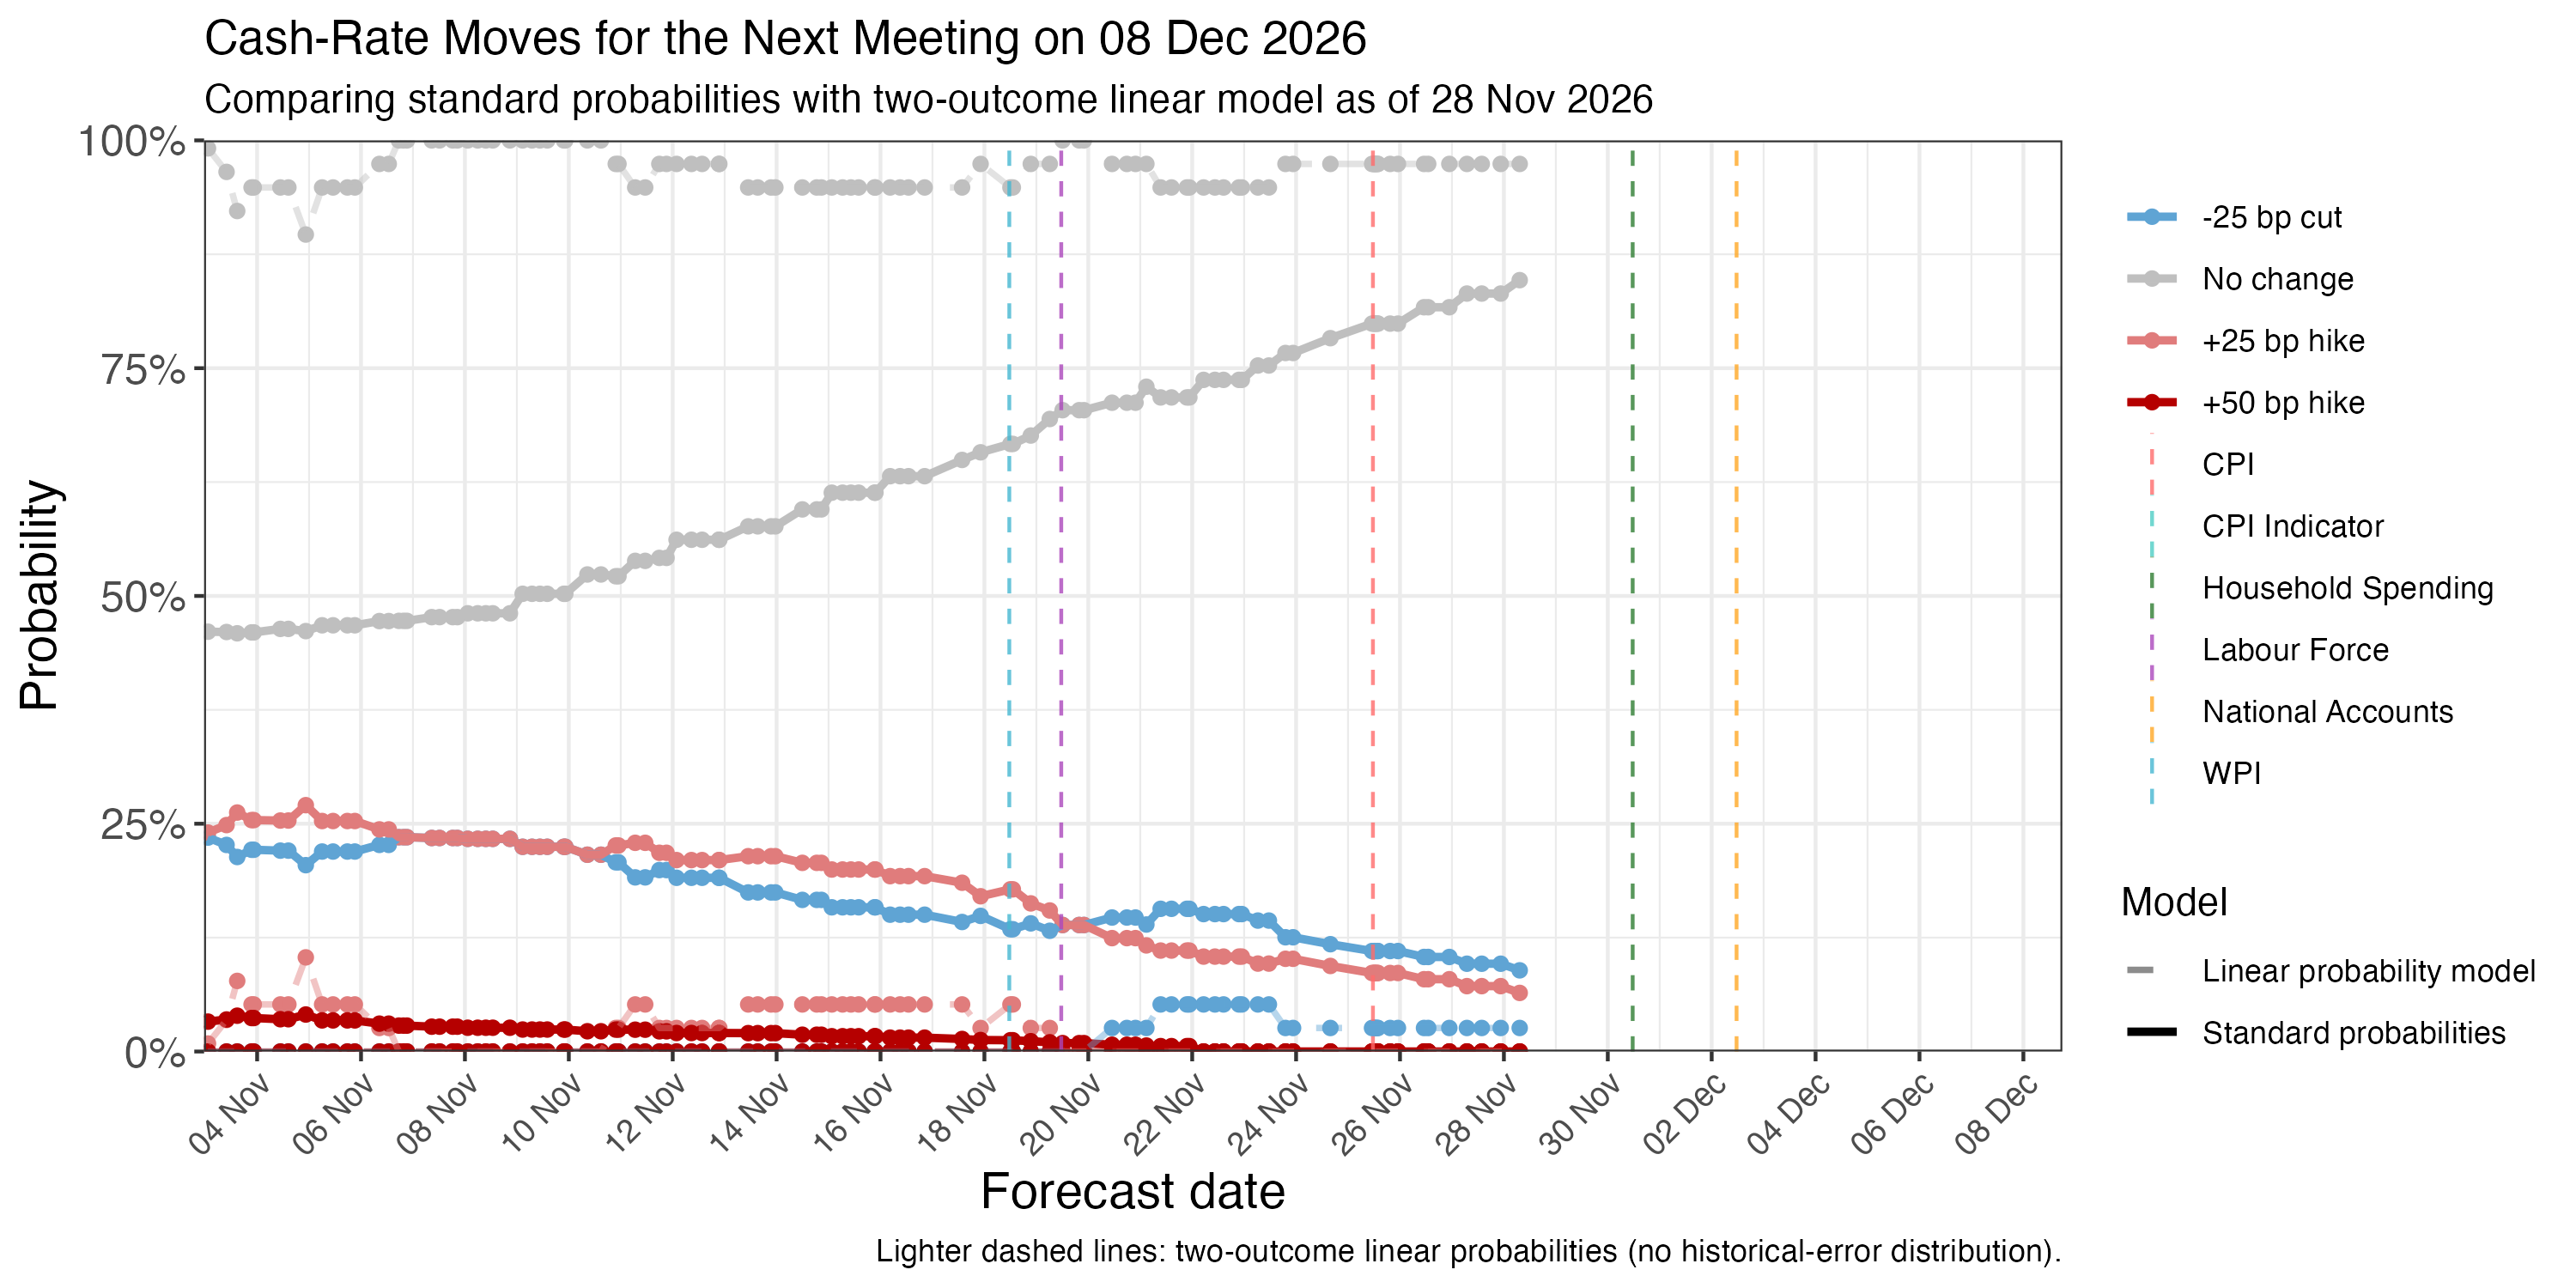 Cash-Rate Moves for the Next Meeting on 08 Dec 2026
Comparing standard probabilities with two-outcome linear model as of 28 Nov 2026
100%
75%
50%
25%
0%
Probability
04 Nov
06 Nov
08 Nov
10 Nov
12 Nov
14 Nov
16 Nov
18 Nov
20 Nov
22 Nov
24 Nov
26 Nov
28 Nov
30 Nov
02 Dec
04 Dec
06 Dec
08 Dec
Forecast date
-25 bp cut
No change
+25 bp hike
+50 bp hike
CPI
CPI Indicator
Household Spending
Labour Force
National Accounts
WPI
Model
Linear probability model
Standard probabilities
Lighter dashed lines: two-outcome linear probabilities (no historical-error distribution).